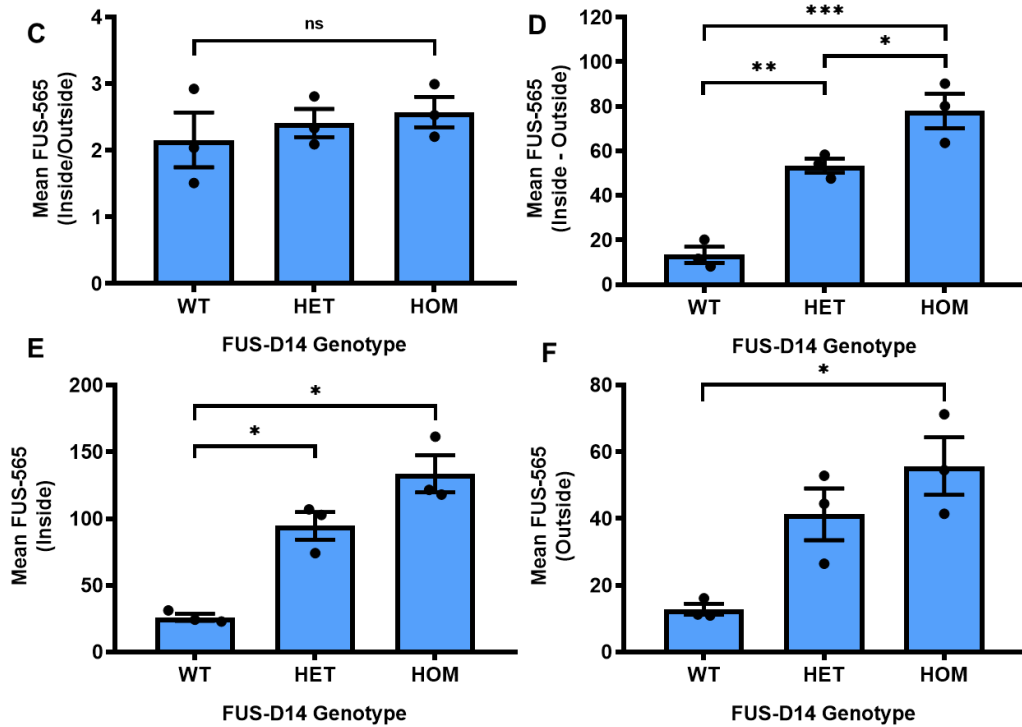 C
ns
Mean FUS-565
(Inside/Outside)
4
3
2
1
0
WT HET HOM
FUS-D14 Genotype
D
***
*
**
Mean FUS-565
(Inside - Outside)
120
100
80
60
40
20
0
WT HET HOM
FUS-D14 Genotype
E
*
*
Mean FUS-565
(Inside)
200
150
100
50
0
WT HET HOM
FUS-D14 Genotype
F
*
Mean FUS-565
(Outside)
80
60
40
20
0
WT HET HOM
FUS-D14 Genotype